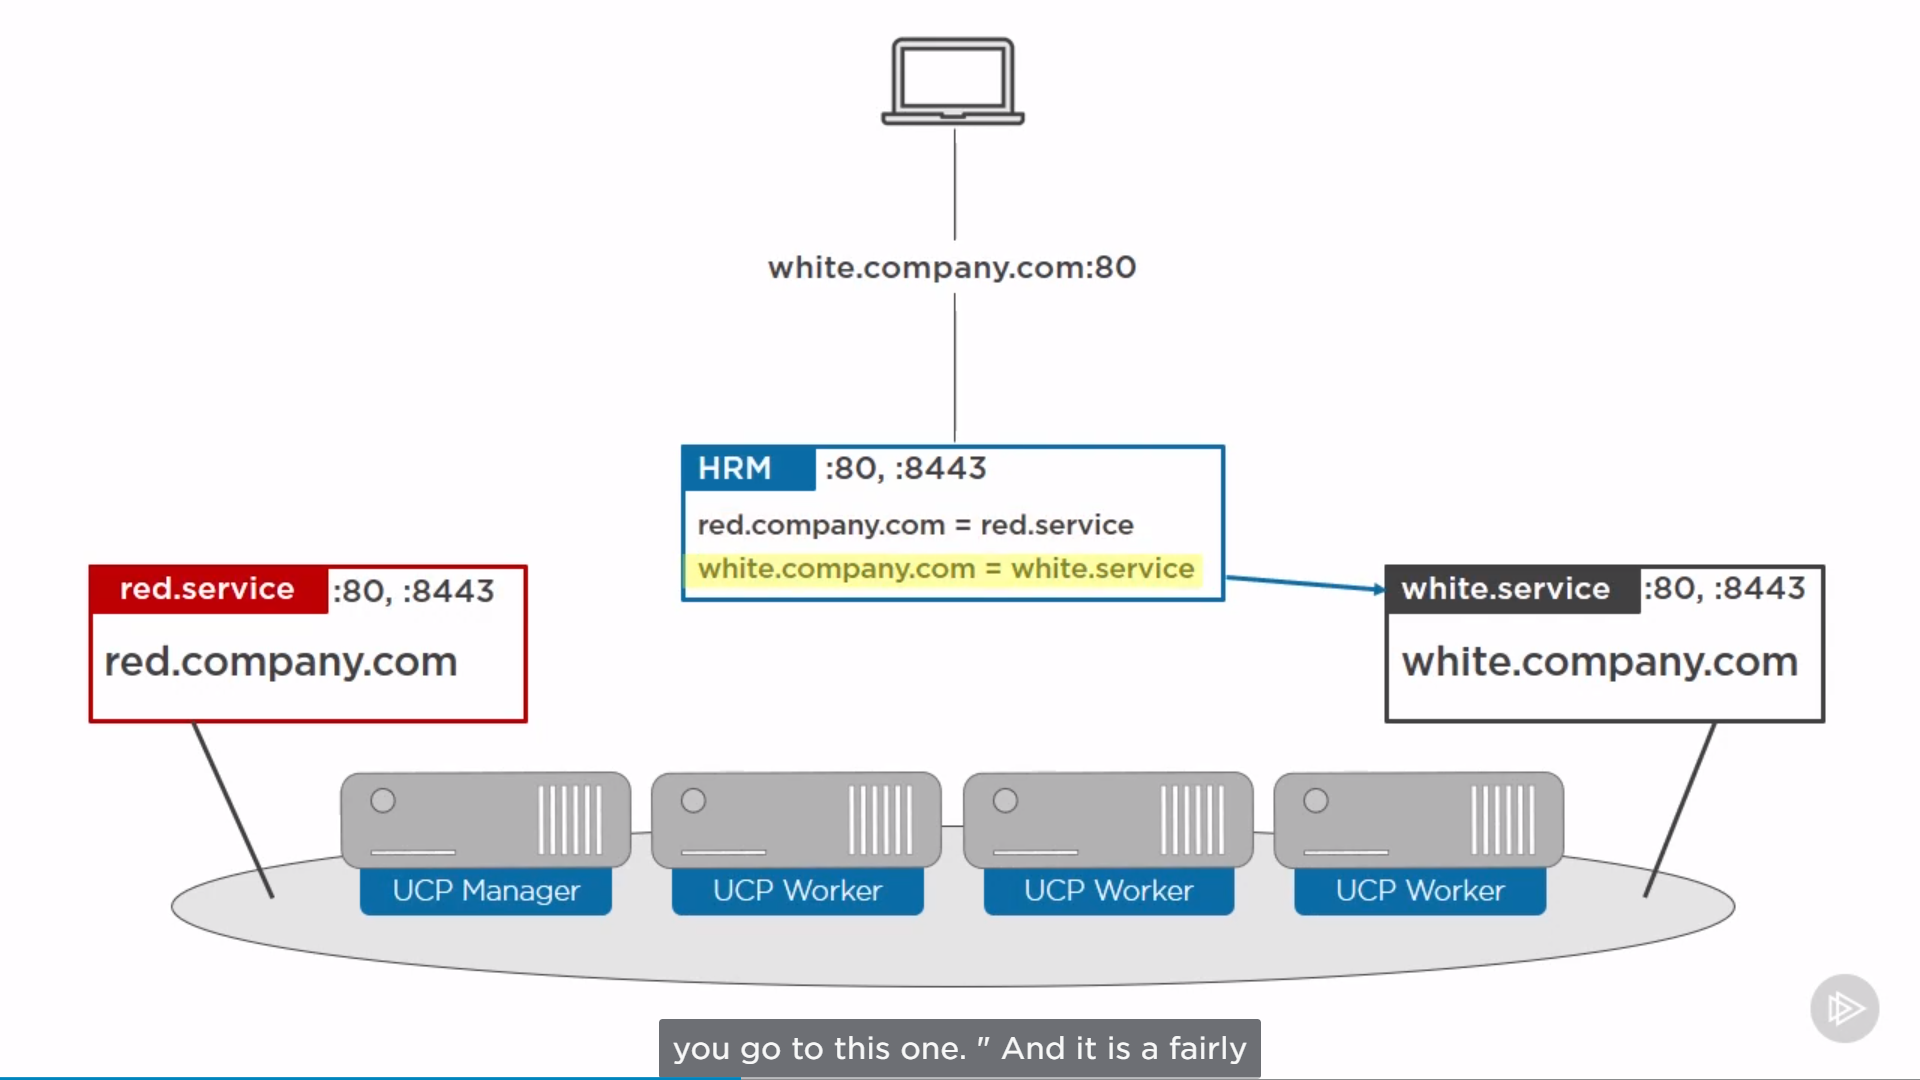 white.company.com:80
HRM :80, :8443
red.company.com = red.service
white.company.com = white.service
red.service :80, :8443
red.company.com
white.service :80, :8443
white.company.com
UCP Manager
UCP Worker
UCP Worker
UCP Worker
you go to this one. " And it is a fairly